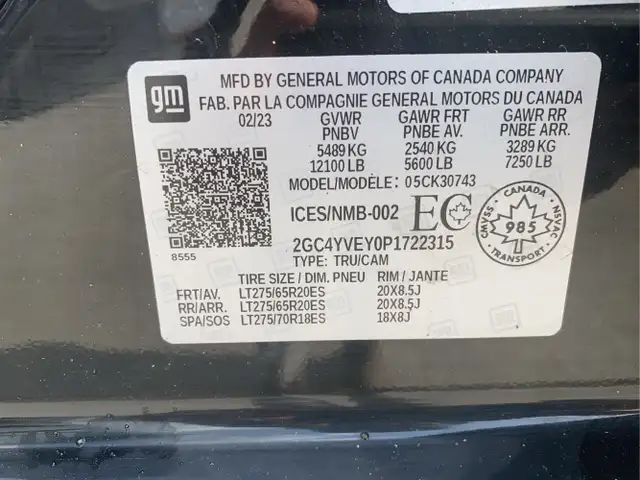 gm
MFD BY GENERAL MOTORS OF CANADA COMPANY
FAB. PAR LA COMPAGNIE GENERAL MOTORS DU CANADA
02/23 GVWR GAWR FRT GAWR RR
PNBV PNBE AV. PNBE ARR.
5489 KG 2540 KG 3289 KG
12100 LB 5600 LB 7250 LB
MODEL/MODÈLE: 05CK30743
ICES/NMB-002 EC
CANADA
CMVSS 985 NSVAC
TRANSPORT
8555
2GC4YVEY0P1722315
TYPE: TRU/CAM
TIRE SIZE / DIM. PNEU RIM / JANTE
FRT/AV. LT275/65R20ES 20X8.5J
RR/ARR. LT275/65R20ES 20X8.5J
SPA/SOS LT275/70R18ES 18X8J